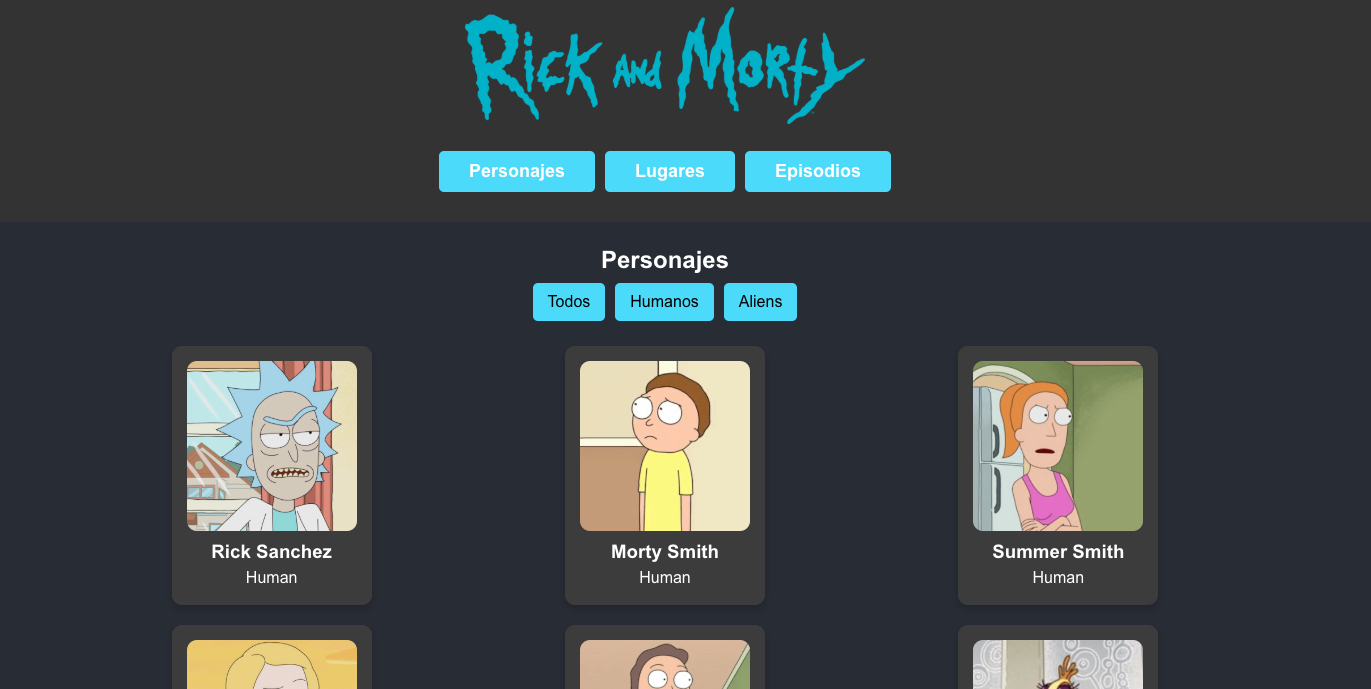 Rick and Morty
Personajes Lugares Episodios
Personajes
Todos Humanos Aliens
Rick Sanchez
Human
Morty Smith
Human
Summer Smith
Human